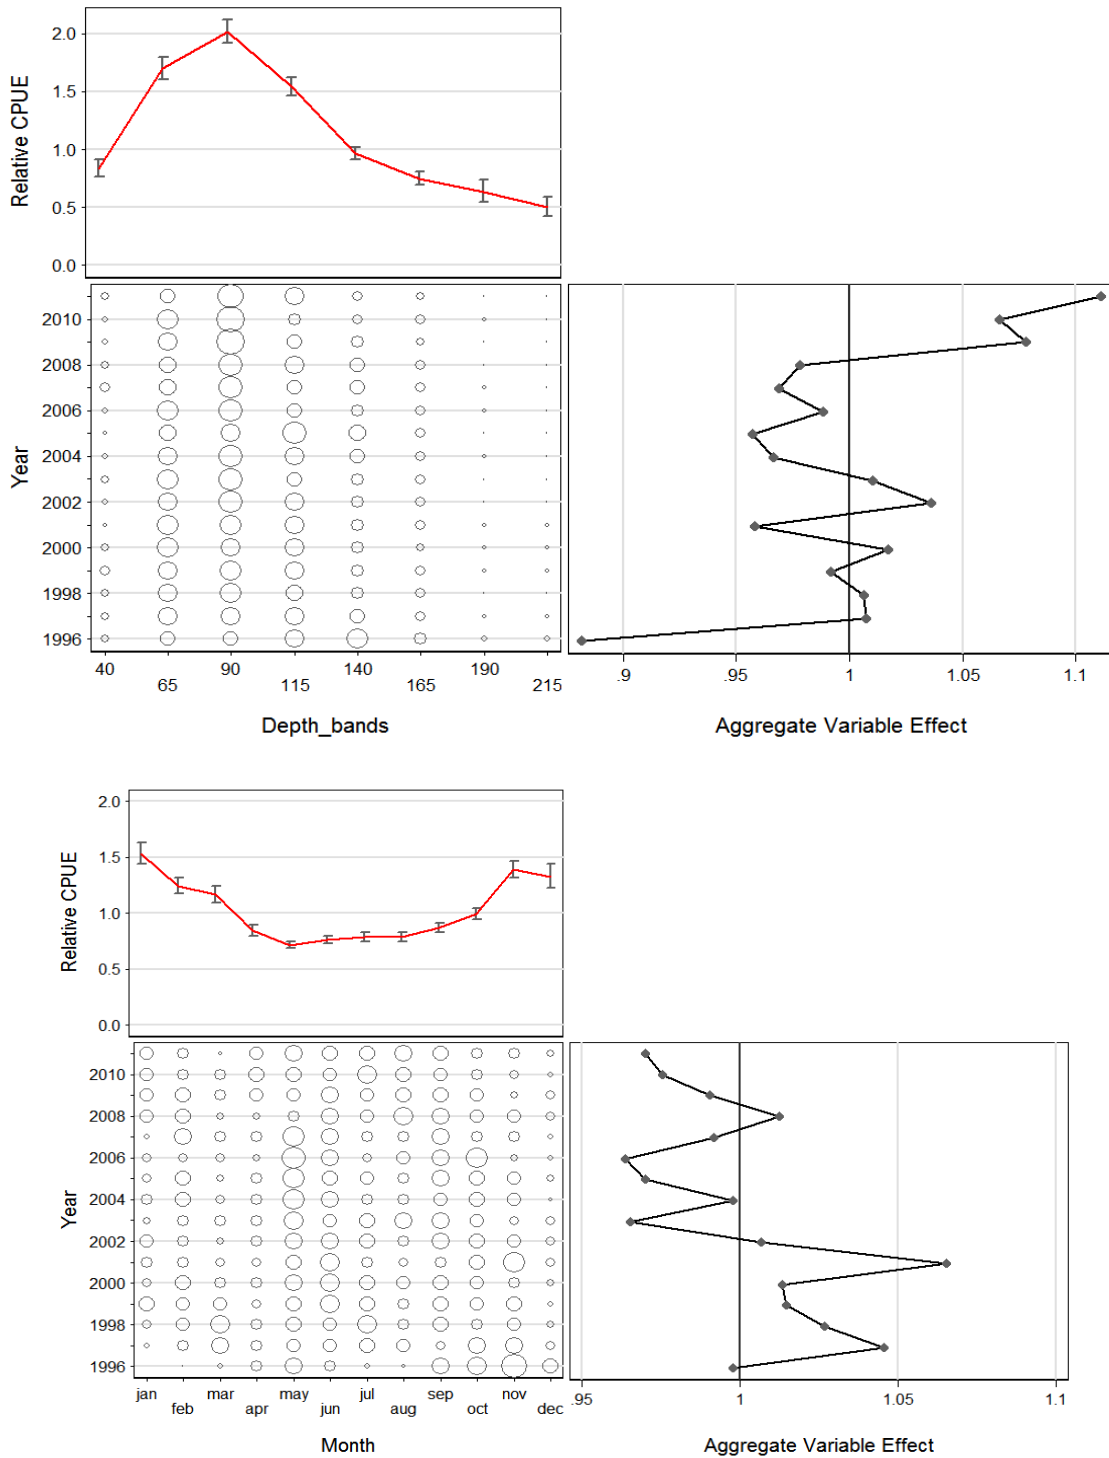 Relative CPUE
2.0
1.5
1.0
0.5
0.0
Year
2010
2008
2006
2004
2002
2000
1998
1996
40 65 90 115 140 165 190 215
Depth_bands
.9 .95 1 1.05 1.1
Aggregate Variable Effect
Relative CPUE
2.0
1.5
1.0
0.5
0.0
Year
2010
2008
2006
2004
2002
2000
1998
1996
jan feb mar apr may jun jul aug sep oct nov dec
Month
.95 1 1.05 1.1
Aggregate Variable Effect